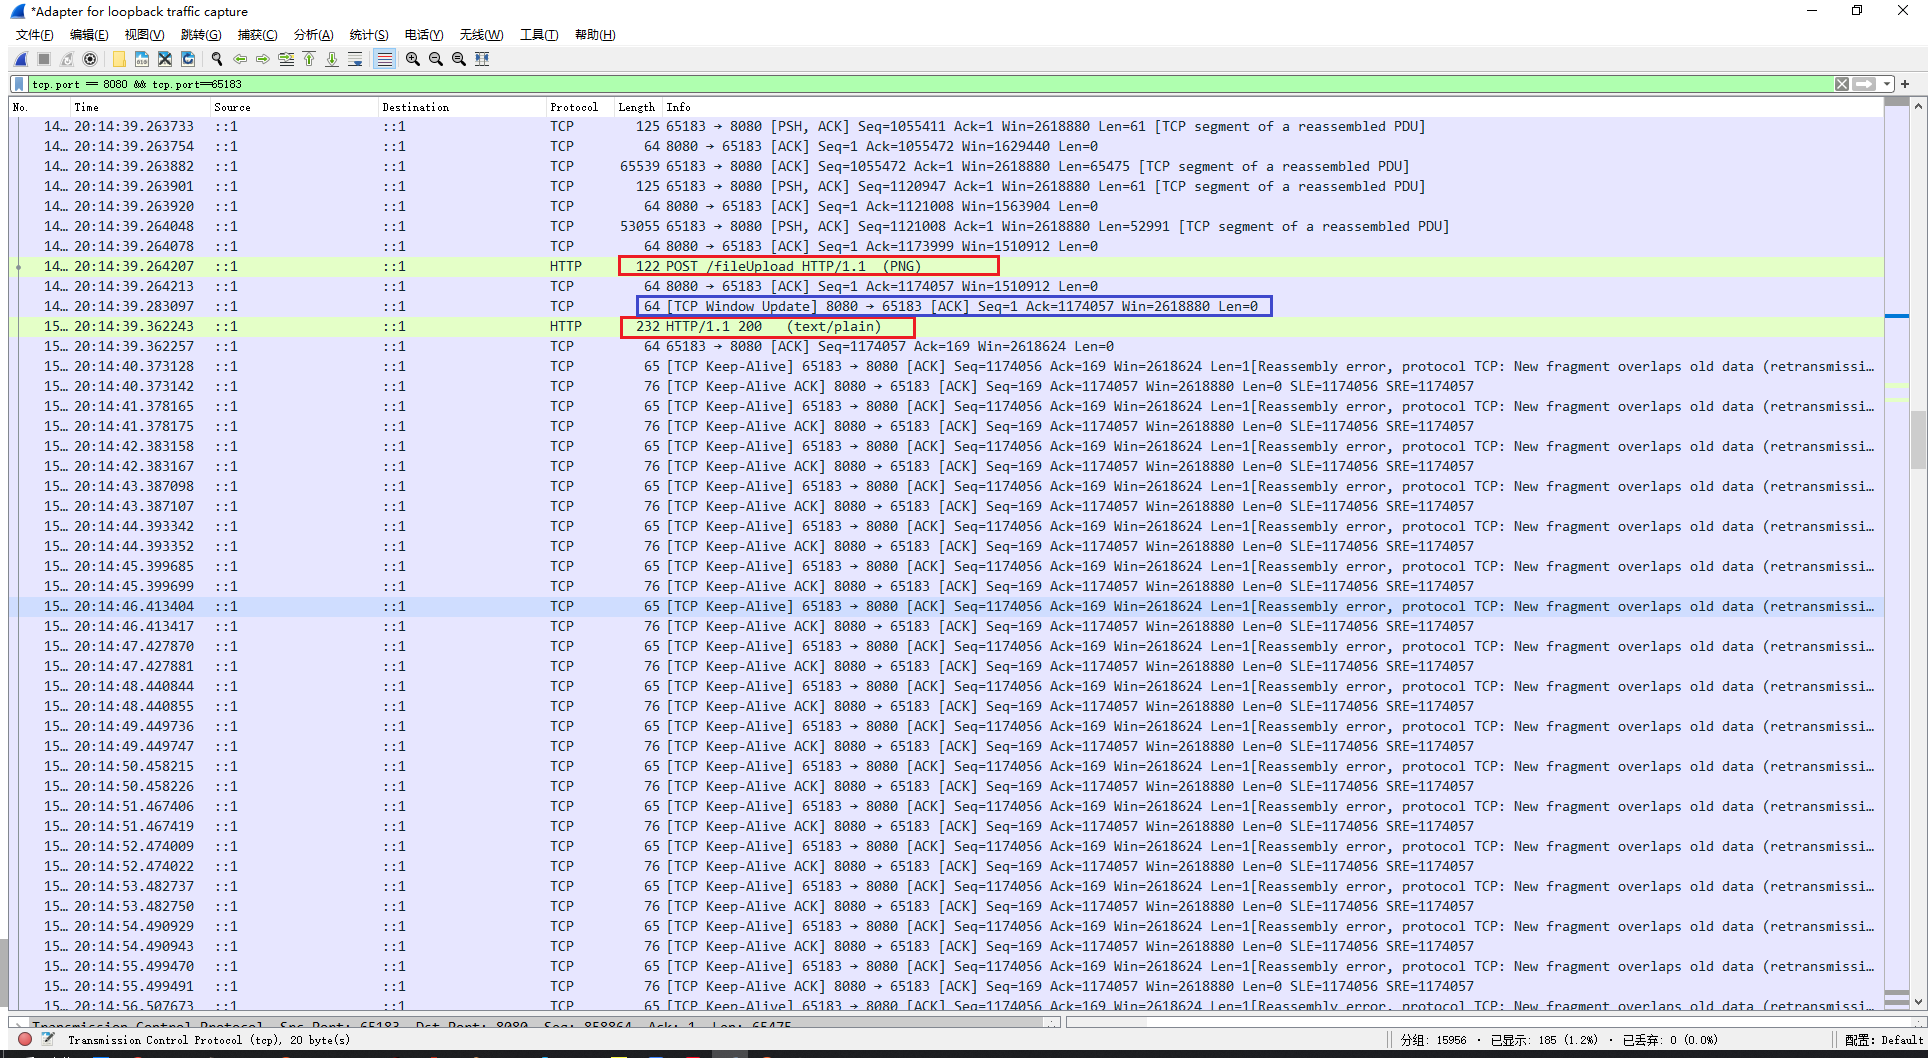 *Adapter for loopback traffic capture
文件(F) 编辑(E) 视图(V) 跳转(G) 捕获(C) 分析(A) 统计(S) 电话(Y) 无线(W) 工具(T) 帮助(H)
tcp.port == 8080 && tcp.port==65183
No. Time Source Destination Protocol Length Info
14… 20:14:39.263733 ::1 ::1 TCP 125 65183 → 8080 [PSH, ACK] Seq=1055411 Ack=1 Win=2618880 Len=61 [TCP segment of a reassembled PDU]
14… 20:14:39.263754 ::1 ::1 TCP 64 8080 → 65183 [ACK] Seq=1 Ack=1055472 Win=1629440 Len=0
14… 20:14:39.263882 ::1 ::1 TCP 65539 65183 → 8080 [ACK] Seq=1055472 Ack=1 Win=2618880 Len=65475 [TCP segment of a reassembled PDU]
14… 20:14:39.263901 ::1 ::1 TCP 125 65183 → 8080 [PSH, ACK] Seq=1120947 Ack=1 Win=2618880 Len=61 [TCP segment of a reassembled PDU]
14… 20:14:39.263920 ::1 ::1 TCP 64 8080 → 65183 [ACK] Seq=1 Ack=1121008 Win=1563904 Len=0
14… 20:14:39.264048 ::1 ::1 TCP 53055 65183 → 8080 [PSH, ACK] Seq=1121008 Ack=1 Win=2618880 Len=52991 [TCP segment of a reassembled PDU]
14… 20:14:39.264078 ::1 ::1 TCP 64 8080 → 65183 [ACK] Seq=1 Ack=1173999 Win=1510912 Len=0
14… 20:14:39.264207 ::1 ::1 HTTP 122 POST /fileUpload HTTP/1.1 (PNG)
14… 20:14:39.264213 ::1 ::1 TCP 64 8080 → 65183 [ACK] Seq=1 Ack=1174057 Win=1510912 Len=0
14… 20:14:39.283097 ::1 ::1 TCP 64 [TCP Window Update] 8080 → 65183 [ACK] Seq=1 Ack=1174057 Win=2618880 Len=0
15… 20:14:39.362243 ::1 ::1 HTTP 232 HTTP/1.1 200 (text/plain)
15… 20:14:39.362257 ::1 ::1 TCP 64 65183 → 8080 [ACK] Seq=1174057 Ack=169 Win=2618624 Len=0
15… 20:14:40.373128 ::1 ::1 TCP 65 [TCP Keep-Alive] 65183 → 8080 [ACK] Seq=1174056 Ack=169 Win=2618624 Len=1[Reassembly error, protocol TCP: New fragment overlaps old data (retransmissi…
15… 20:14:40.373142 ::1 ::1 TCP 76 [TCP Keep-Alive ACK] 8080 → 65183 [ACK] Seq=169 Ack=1174057 Win=2618880 Len=0 SLE=1174056 SRE=1174057
15… 20:14:41.378165 ::1 ::1 TCP 65 [TCP Keep-Alive] 65183 → 8080 [ACK] Seq=1174056 Ack=169 Win=2618624 Len=1[Reassembly error, protocol TCP: New fragment overlaps old data (retransmissi…
15… 20:14:41.378175 ::1 ::1 TCP 76 [TCP Keep-Alive ACK] 8080 → 65183 [ACK] Seq=169 Ack=1174057 Win=2618880 Len=0 SLE=1174056 SRE=1174057
15… 20:14:42.383158 ::1 ::1 TCP 65 [TCP Keep-Alive] 65183 → 8080 [ACK] Seq=1174056 Ack=169 Win=2618624 Len=1[Reassembly error, protocol TCP: New fragment overlaps old data (retransmissi…
15… 20:14:42.383167 ::1 ::1 TCP 76 [TCP Keep-Alive ACK] 8080 → 65183 [ACK] Seq=169 Ack=1174057 Win=2618880 Len=0 SLE=1174056 SRE=1174057
15… 20:14:43.387098 ::1 ::1 TCP 65 [TCP Keep-Alive] 65183 → 8080 [ACK] Seq=1174056 Ack=169 Win=2618624 Len=1[Reassembly error, protocol TCP: New fragment overlaps old data (retransmissi…
15… 20:14:43.387107 ::1 ::1 TCP 76 [TCP Keep-Alive ACK] 8080 → 65183 [ACK] Seq=169 Ack=1174057 Win=2618880 Len=0 SLE=1174056 SRE=1174057
15… 20:14:44.393342 ::1 ::1 TCP 65 [TCP Keep-Alive] 65183 → 8080 [ACK] Seq=1174056 Ack=169 Win=2618624 Len=1[Reassembly error, protocol TCP: New fragment overlaps old data (retransmissi…
15… 20:14:44.393352 ::1 ::1 TCP 76 [TCP Keep-Alive ACK] 8080 → 65183 [ACK] Seq=169 Ack=1174057 Win=2618880 Len=0 SLE=1174056 SRE=1174057
15… 20:14:45.399685 ::1 ::1 TCP 65 [TCP Keep-Alive] 65183 → 8080 [ACK] Seq=1174056 Ack=169 Win=2618624 Len=1[Reassembly error, protocol TCP: New fragment overlaps old data (retransmissi…
15… 20:14:45.399699 ::1 ::1 TCP 76 [TCP Keep-Alive ACK] 8080 → 65183 [ACK] Seq=169 Ack=1174057 Win=2618880 Len=0 SLE=1174056 SRE=1174057
15… 20:14:46.413404 ::1 ::1 TCP 65 [TCP Keep-Alive] 65183 → 8080 [ACK] Seq=1174056 Ack=169 Win=2618624 Len=1[Reassembly error, protocol TCP: New fragment overlaps old data (retransmissi…
15… 20:14:46.413417 ::1 ::1 TCP 76 [TCP Keep-Alive ACK] 8080 → 65183 [ACK] Seq=169 Ack=1174057 Win=2618880 Len=0 SLE=1174056 SRE=1174057
15… 20:14:47.427870 ::1 ::1 TCP 65 [TCP Keep-Alive] 65183 → 8080 [ACK] Seq=1174056 Ack=169 Win=2618624 Len=1[Reassembly error, protocol TCP: New fragment overlaps old data (retransmissi…
15… 20:14:47.427881 ::1 ::1 TCP 76 [TCP Keep-Alive ACK] 8080 → 65183 [ACK] Seq=169 Ack=1174057 Win=2618880 Len=0 SLE=1174056 SRE=1174057
15… 20:14:48.440844 ::1 ::1 TCP 65 [TCP Keep-Alive] 65183 → 8080 [ACK] Seq=1174056 Ack=169 Win=2618624 Len=1[Reassembly error, protocol TCP: New fragment overlaps old data (retransmissi…
15… 20:14:48.440855 ::1 ::1 TCP 76 [TCP Keep-Alive ACK] 8080 → 65183 [ACK] Seq=169 Ack=1174057 Win=2618880 Len=0 SLE=1174056 SRE=1174057
15… 20:14:49.449736 ::1 ::1 TCP 65 [TCP Keep-Alive] 65183 → 8080 [ACK] Seq=1174056 Ack=169 Win=2618624 Len=1[Reassembly error, protocol TCP: New fragment overlaps old data (retransmissi…
15… 20:14:49.449747 ::1 ::1 TCP 76 [TCP Keep-Alive ACK] 8080 → 65183 [ACK] Seq=169 Ack=1174057 Win=2618880 Len=0 SLE=1174056 SRE=1174057
15… 20:14:50.458215 ::1 ::1 TCP 65 [TCP Keep-Alive] 65183 → 8080 [ACK] Seq=1174056 Ack=169 Win=2618624 Len=1[Reassembly error, protocol TCP: New fragment overlaps old data (retransmissi…
15… 20:14:50.458226 ::1 ::1 TCP 76 [TCP Keep-Alive ACK] 8080 → 65183 [ACK] Seq=169 Ack=1174057 Win=2618880 Len=0 SLE=1174056 SRE=1174057
15… 20:14:51.467406 ::1 ::1 TCP 65 [TCP Keep-Alive] 65183 → 8080 [ACK] Seq=1174056 Ack=169 Win=2618624 Len=1[Reassembly error, protocol TCP: New fragment overlaps old data (retransmissi…
15… 20:14:51.467419 ::1 ::1 TCP 76 [TCP Keep-Alive ACK] 8080 → 65183 [ACK] Seq=169 Ack=1174057 Win=2618880 Len=0 SLE=1174056 SRE=1174057
15… 20:14:52.474009 ::1 ::1 TCP 65 [TCP Keep-Alive] 65183 → 8080 [ACK] Seq=1174056 Ack=169 Win=2618624 Len=1[Reassembly error, protocol TCP: New fragment overlaps old data (retransmissi…
15… 20:14:52.474022 ::1 ::1 TCP 76 [TCP Keep-Alive ACK] 8080 → 65183 [ACK] Seq=169 Ack=1174057 Win=2618880 Len=0 SLE=1174056 SRE=1174057
15… 20:14:53.482737 ::1 ::1 TCP 65 [TCP Keep-Alive] 65183 → 8080 [ACK] Seq=1174056 Ack=169 Win=2618624 Len=1[Reassembly error, protocol TCP: New fragment overlaps old data (retransmissi…
15… 20:14:53.482750 ::1 ::1 TCP 76 [TCP Keep-Alive ACK] 8080 → 65183 [ACK] Seq=169 Ack=1174057 Win=2618880 Len=0 SLE=1174056 SRE=1174057
15… 20:14:54.490929 ::1 ::1 TCP 65 [TCP Keep-Alive] 65183 → 8080 [ACK] Seq=1174056 Ack=169 Win=2618624 Len=1[Reassembly error, protocol TCP: New fragment overlaps old data (retransmissi…
15… 20:14:54.490943 ::1 ::1 TCP 76 [TCP Keep-Alive ACK] 8080 → 65183 [ACK] Seq=169 Ack=1174057 Win=2618880 Len=0 SLE=1174056 SRE=1174057
15… 20:14:55.499470 ::1 ::1 TCP 65 [TCP Keep-Alive] 65183 → 8080 [ACK] Seq=1174056 Ack=169 Win=2618624 Len=1[Reassembly error, protocol TCP: New fragment overlaps old data (retransmissi…
15… 20:14:55.499491 ::1 ::1 TCP 76 [TCP Keep-Alive ACK] 8080 → 65183 [ACK] Seq=169 Ack=1174057 Win=2618880 Len=0 SLE=1174056 SRE=1174057
15… 20:14:56.507673 ::1 ::1 TCP 65 [TCP Keep-Alive] 65183 → 8080 [ACK] Seq=1174056 Ack=169 Win=2618624 Len=1[Reassembly error, protocol TCP: New fragment overlaps old data (retransmissi…
Transmission Control Protocol, Src Port: 65183, Dst Port: 8080, Seq: 858864, Ack: 1, Len: 65475
Transmission Control Protocol (tcp), 20 byte(s) 分组: 15966 · 已显示: 185 (1.2%) · 已丢弃: 0 (0.0%) 配置: Default